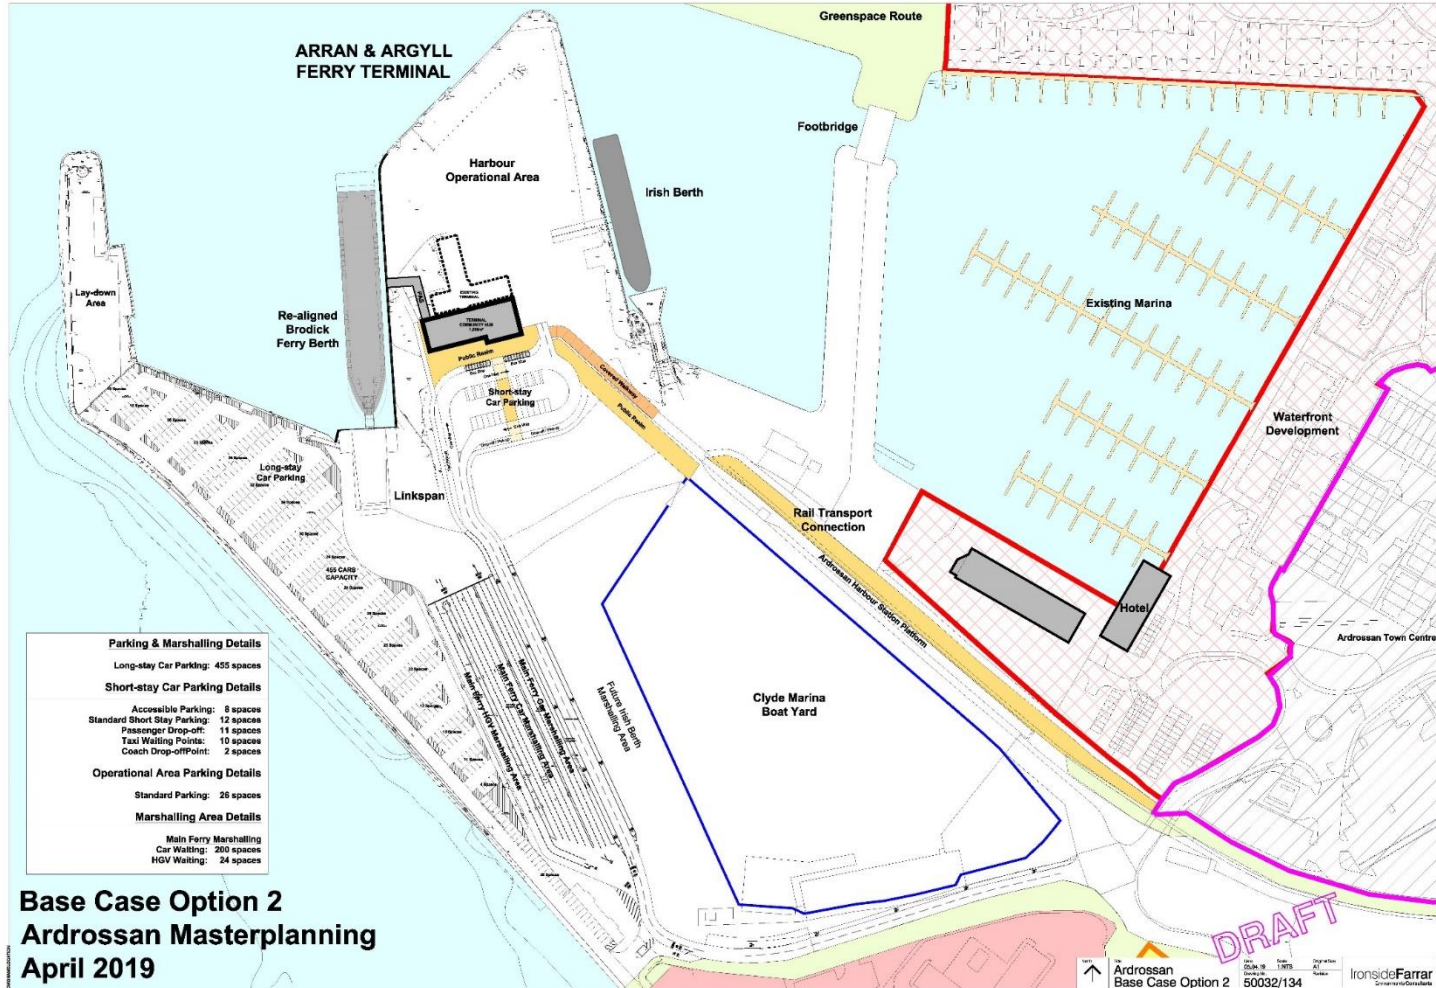 Greenspace Route
ARRAN & ARGYLL
FERRY TERMINAL
Footbridge
Harbour
Operational Area
Irish Berth
Lay-down
Area
Re-aligned
Brodick
Ferry Berth
EXISTING
TERMINAL
TERMINAL
COMMUNITY HUB
Public Realm
Existing Marina
Covered Walkway
Public Realm
Short-stay
Car Parking
Waterfront
Development
Long-stay
Car Parking
Linkspan
Rail Transport
Connection
455 CARS
CAPACITY
Ardrossan Harbour Station Platform
Hotel
Ardrossan Town Centre
Main Ferry HGV Marshalling Area
Main Ferry Car Marshalling Area
Main Ferry Car Marshalling Area
Future Irish Berth
Marshalling Area
Clyde Marina
Boat Yard
Parking & Marshalling Details
Long-stay Car Parking: 455 spaces
Short-stay Car Parking Details
Accessible Parking: 8 spaces
Standard Short Stay Parking: 12 spaces
Passenger Drop-off: 11 spaces
Taxi Waiting Points: 10 spaces
Coach Drop-offPoint: 2 spaces
Operational Area Parking Details
Standard Parking: 26 spaces
Marshalling Area Details
Main Ferry Marshalling
Car Waiting: 200 spaces
HGV Waiting: 24 spaces
Base Case Option 2
Ardrossan Masterplanning
April 2019
DRAFT
Ardrossan
Base Case Option 2
50032/134
IronsideFarrar